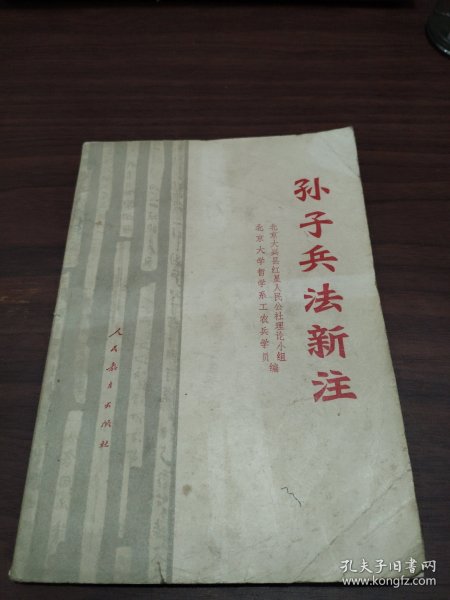 孙子兵法新注
北京大兴县红星人民公社理论小组
北京大学哲学系工农兵学员 编
人民教育出版社
孔夫子旧书网
www.kongfz.com